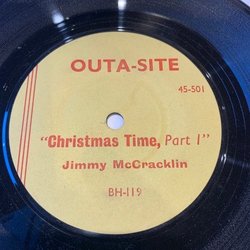 OUTA-SITE
45-501
"Christmas Time, Part I"
Jimmy McCracklin
BH-119